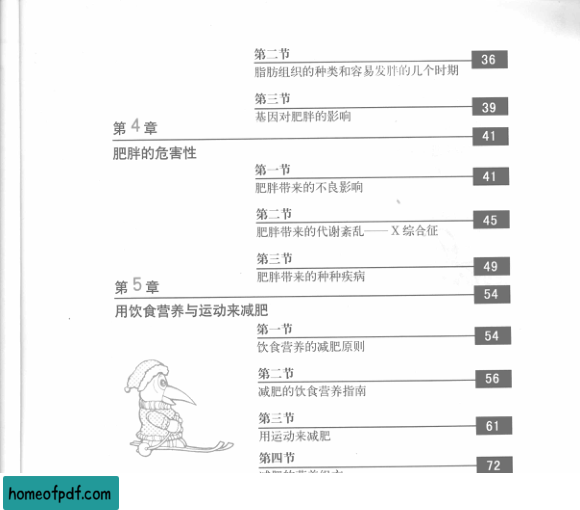 第二节
36
脂肪组织的种类和容易发胖的几个时期
第三节
39
基因对肥胖的影响
第 4 章
41
肥胖的危害性
第一节
41
肥胖带来的不良影响
第二节
45
肥胖带来的代谢紊乱——X 综合征
第三节
49
肥胖带来的种种疾病
第 5 章
54
用饮食营养与运动来减肥
第一节
54
饮食营养的减肥原则
第二节
56
减肥的饮食营养指南
第三节
61
用运动来减肥
第四节
72
homeofpdf.com